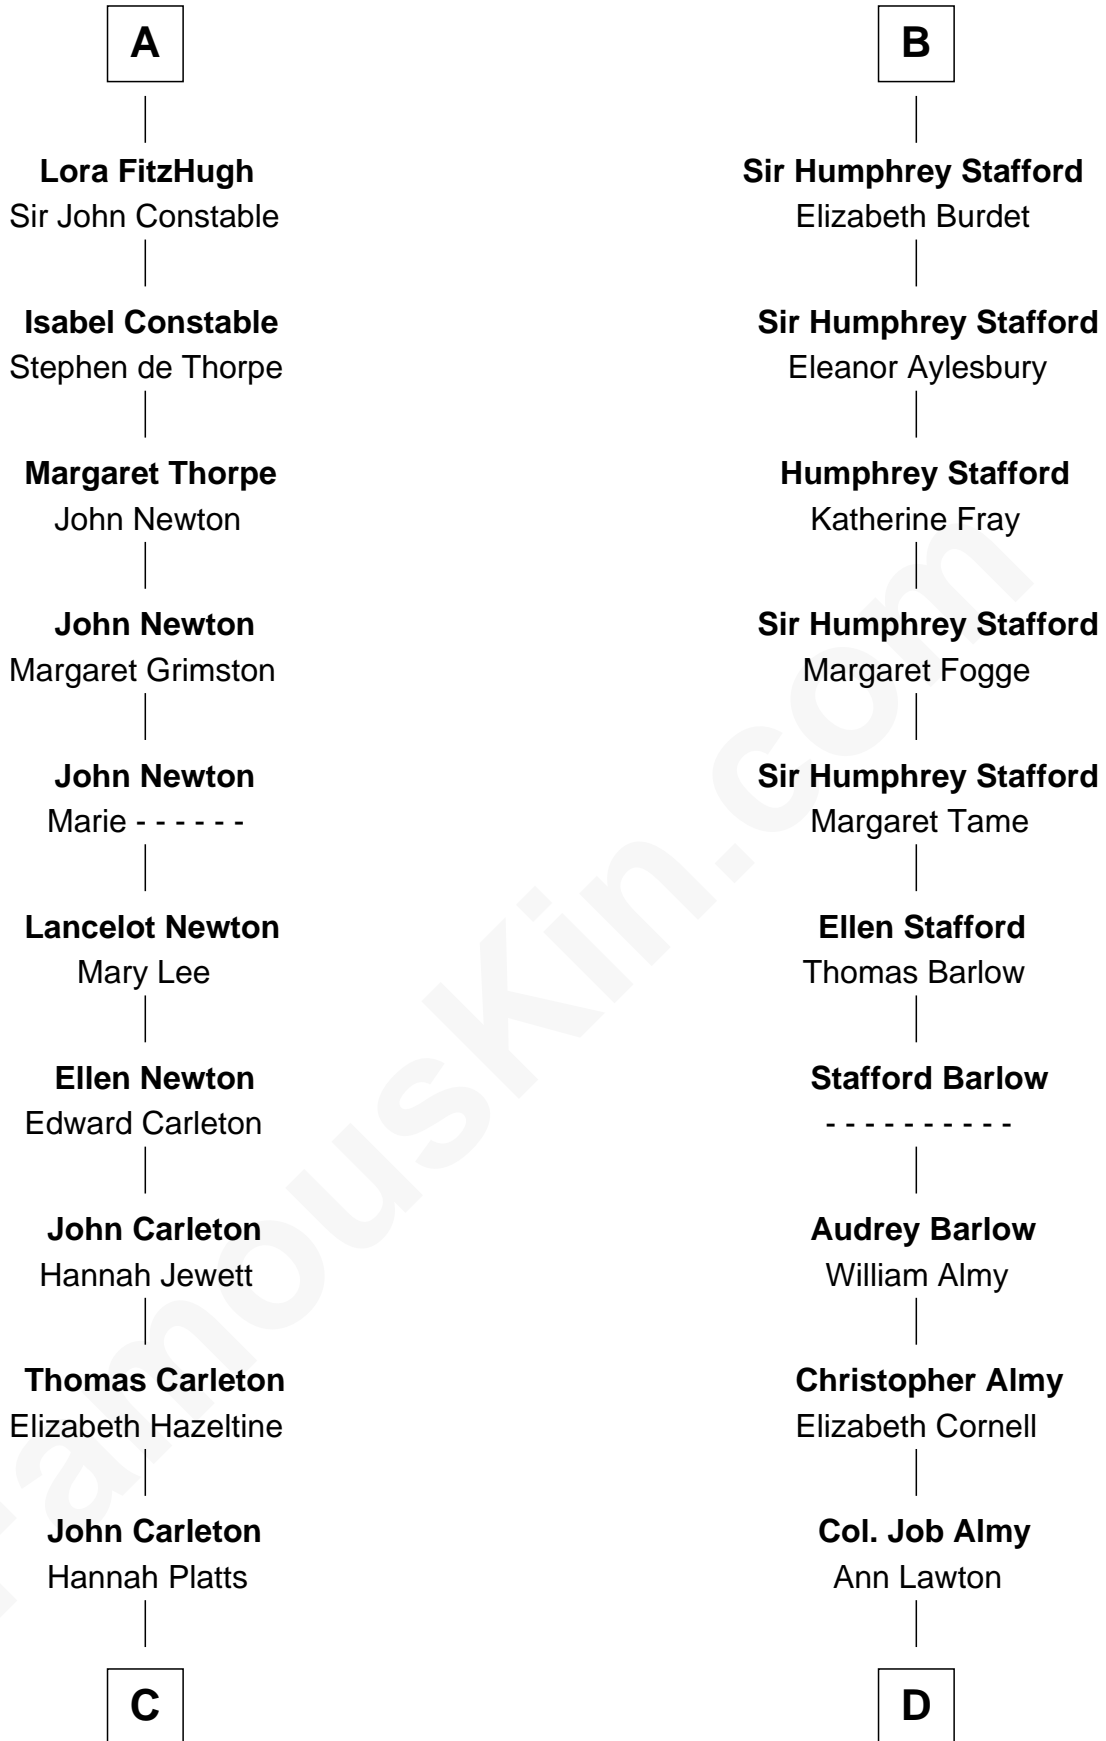 A
Lora FitzHugh
Sir John Constable
Isabel Constable
Stephen de Thorpe
Margaret Thorpe
John Newton
John Newton
Margaret Grimston
John Newton
Marie - - - - - -
Lancelot Newton
Mary Lee
Ellen Newton
Edward Carleton
John Carleton
Hannah Jewett
Thomas Carleton
Elizabeth Hazeltine
John Carleton
Hannah Platts
C
B
Sir Humphrey Stafford
Elizabeth Burdet
Sir Humphrey Stafford
Eleanor Aylesbury
Humphrey Stafford
Katherine Fray
Sir Humphrey Stafford
Margaret Fogge
Sir Humphrey Stafford
Margaret Tame
Ellen Stafford
Thomas Barlow
Stafford Barlow
- - - - - - - - - -
Audrey Barlow
William Almy
Christopher Almy
Elizabeth Cornell
Col. Job Almy
Ann Lawton
D
FamousKin.com